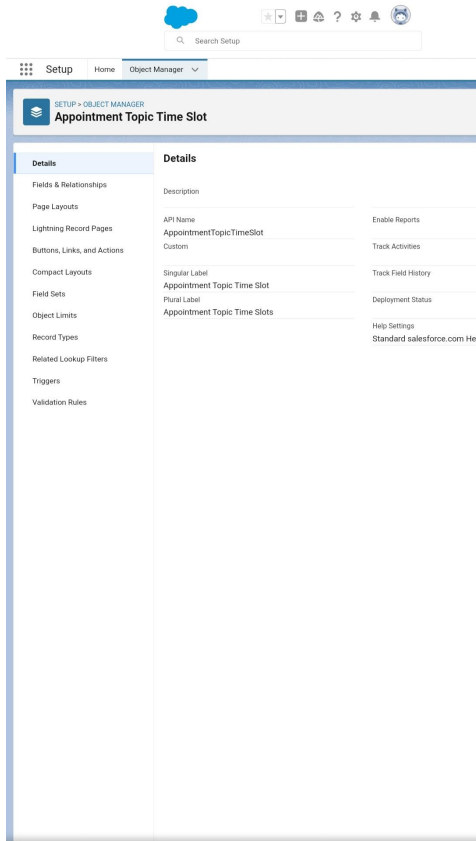 Search Setup
Setup
Home
Object Manager
SETUP > OBJECT MANAGER
Appointment Topic Time Slot
Details
Fields & Relationships
Page Layouts
Lightning Record Pages
Buttons, Links, and Actions
Compact Layouts
Field Sets
Object Limits
Record Types
Related Lookup Filters
Triggers
Validation Rules
Details
Description
API Name
AppointmentTopicTimeSlot
Custom
Singular Label
Appointment Topic Time Slot
Plural Label
Appointment Topic Time Slots
Enable Reports
Track Activities
Track Field History
Deployment Status
Help Settings
Standard salesforce.com He